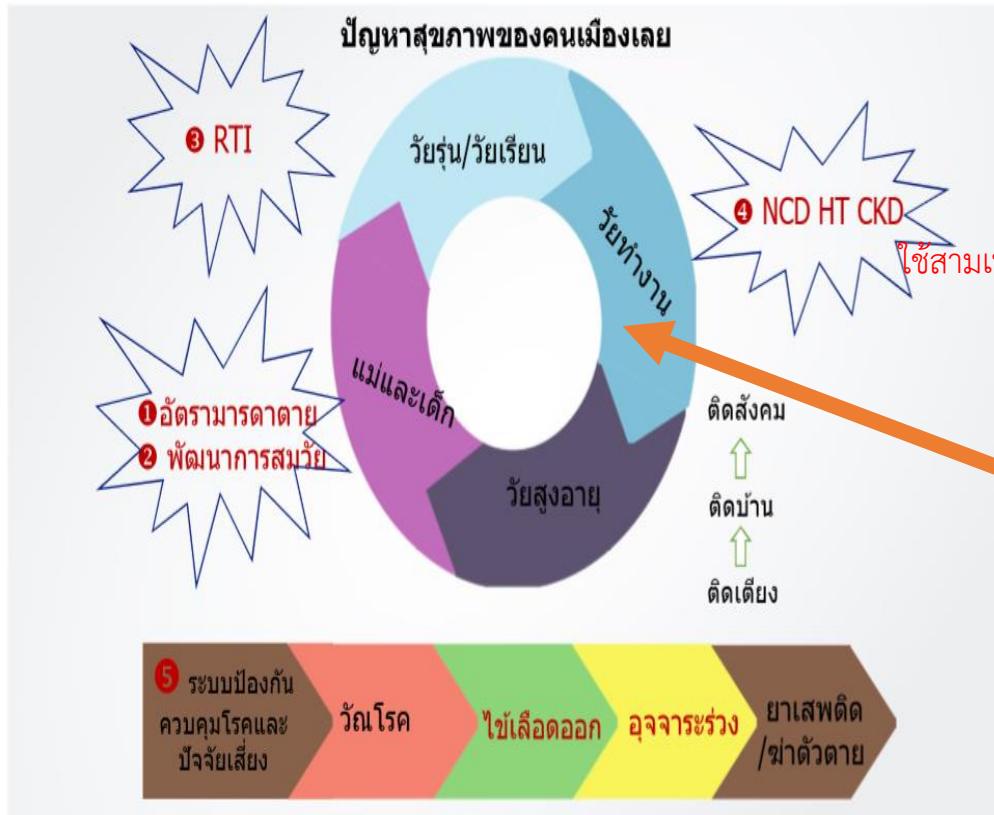 ปัญหาสุขภาพของคนเมืองเลย
❸ RTI
วัยรุ่น/วัยเรียน
❹ NCD HT CKD
วัยทำงาน
แม่และเด็ก
❶อัตรามารดาตาย
❷ พัฒนาการสมวัย
วัยสูงอายุ
ติดสังคม
ติดบ้าน
ติดเตียง
❺ ระบบป้องกัน
ควบคุมโรคและ
ปัจจัยเสี่ยง
วัณโรค
ไข้เลือดออก
อุจจาระร่วง
ยาเสพติด
/ฆ่าตัวตาย